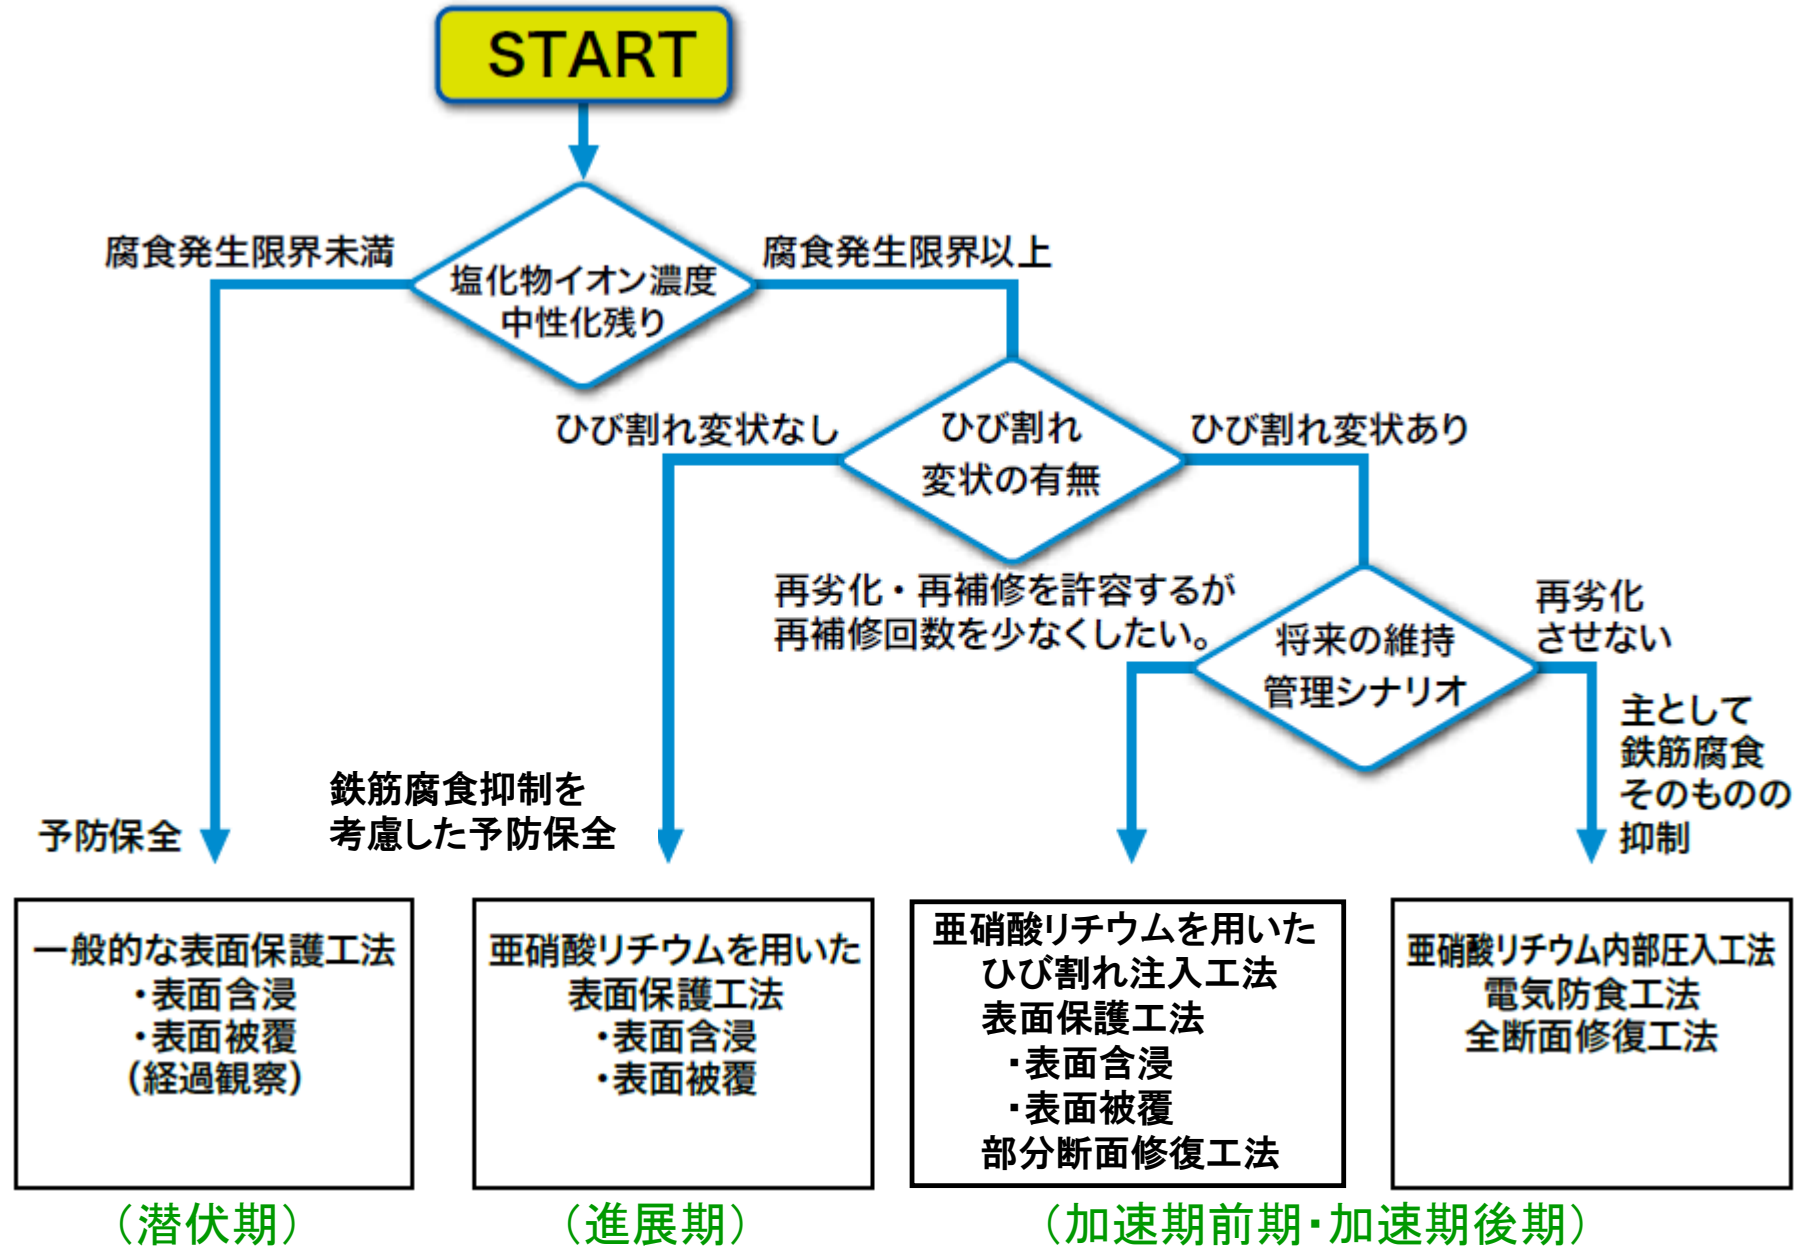 START
腐食発生限界未満
腐食発生限界以上
塩化物イオン濃度
中性化残り
ひび割れ変状なし
ひび割れ
変状の有無
ひび割れ変状あり
再劣化・再補修を許容するが
再補修回数を少なくしたい。
将来の維持
管理シナリオ
再劣化
させない
主として
鉄筋腐食
そのものの
抑制
予防保全
鉄筋腐食抑制を
考慮した予防保全
一般的な表面保護工法
・表面含浸
・表面被覆
（経過観察）
（潜伏期）
亜硝酸リチウムを用いた
表面保護工法
・表面含浸
・表面被覆
（進展期）
亜硝酸リチウムを用いた
ひび割れ注入工法
表面保護工法
・表面含浸
・表面被覆
部分断面修復工法
亜硝酸リチウム内部圧入工法
電気防食工法
全断面修復工法
（加速期前期・加速期後期）